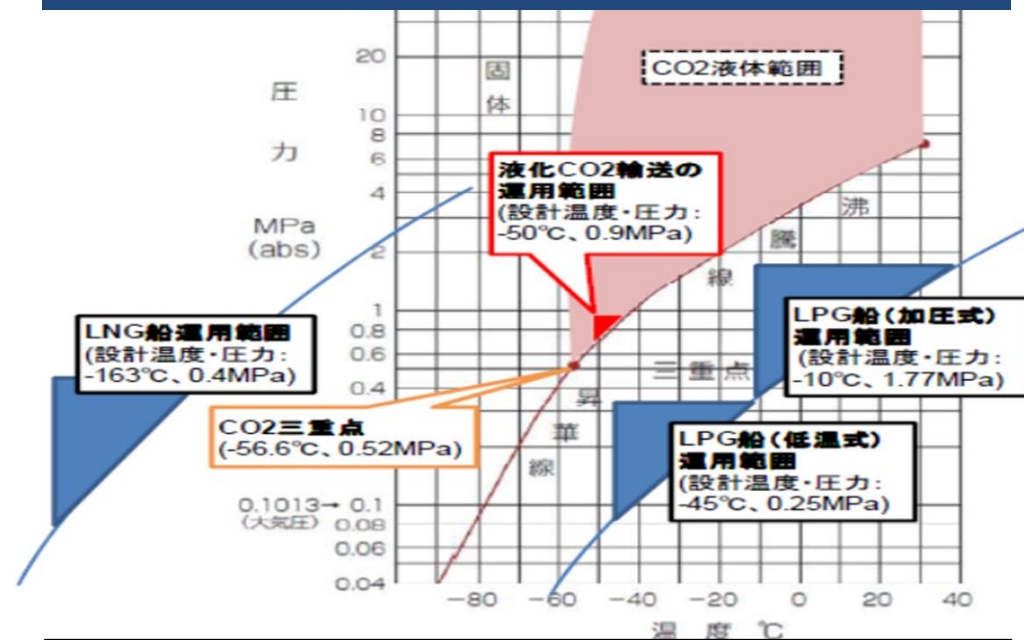 圧
力
MPa
(abs)
20
10
8
6
4
2
1
0.8
0.6
0.4
0.1013→ 0.1
(大気圧) 0.08
0.06
0.04
固
体
CO2液体範囲
液化CO2輸送の
運用範囲
(設計温度・圧力:
-50℃、0.9MPa)
沸
騰
線
LNG船運用範囲
(設計温度・圧力:
-163℃、0.4MPa)
LPG船(加圧式)
運用範囲
(設計温度・圧力:
-10℃、1.77MPa)
三重点
CO2三重点
(-56.6℃、0.52MPa)
昇
華
線
LPG船(低温式)
運用範囲
(設計温度・圧力:
-45℃、0.25MPa)
−80 −60 −40 −20 0 20 40
温 度 ℃